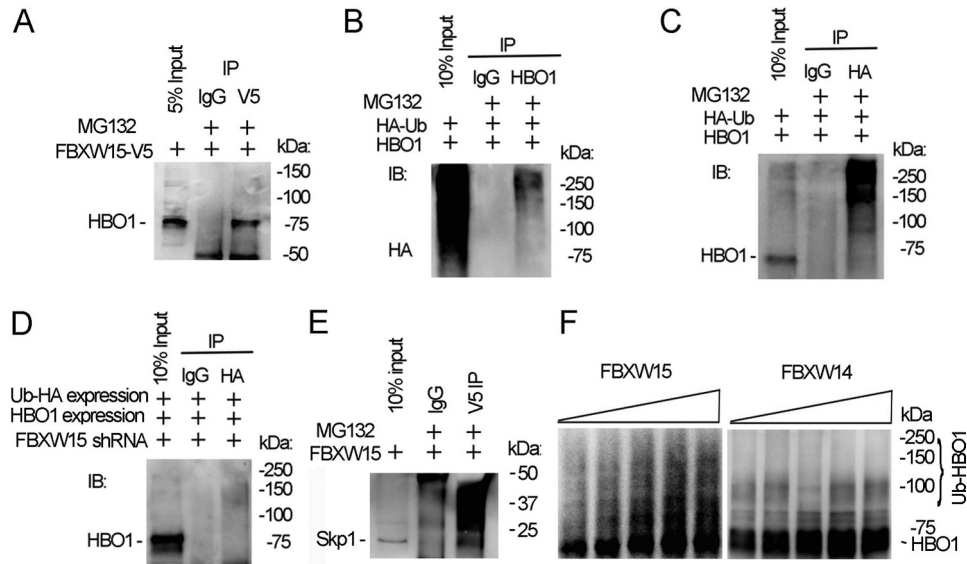 A
5% Input
IP
IgG V5
MG132 + +
FBXW15-V5 + + +
kDa:
-150
-100
HBO1 - -75
-50
B
10% Input
IP
IgG HBO1
MG132 + +
HA-Ub + + +
HBO1 + + +
kDa:
IB:
-250
-150
-100
HA -75
C
10% Input
IP
IgG HA
MG132 + +
HA-Ub + + +
HBO1 + + +
kDa:
IB:
-250
-150
-100
-75
HBO1 -
D
10% Input
IP
IgG HA
Ub-HA expression + + +
HBO1 expression + + +
FBXW15 shRNA + + +
kDa:
IB:
-250
-150
-100
HBO1 - -75
E
10% input
IgG
V5 IP
MG132 + +
FBXW15 + + +
kDa:
-50
-37
-25
Skp1 -
F
FBXW15 FBXW14
kDa
-250
-150
-100
-75
Ub-HBO1
-HBO1